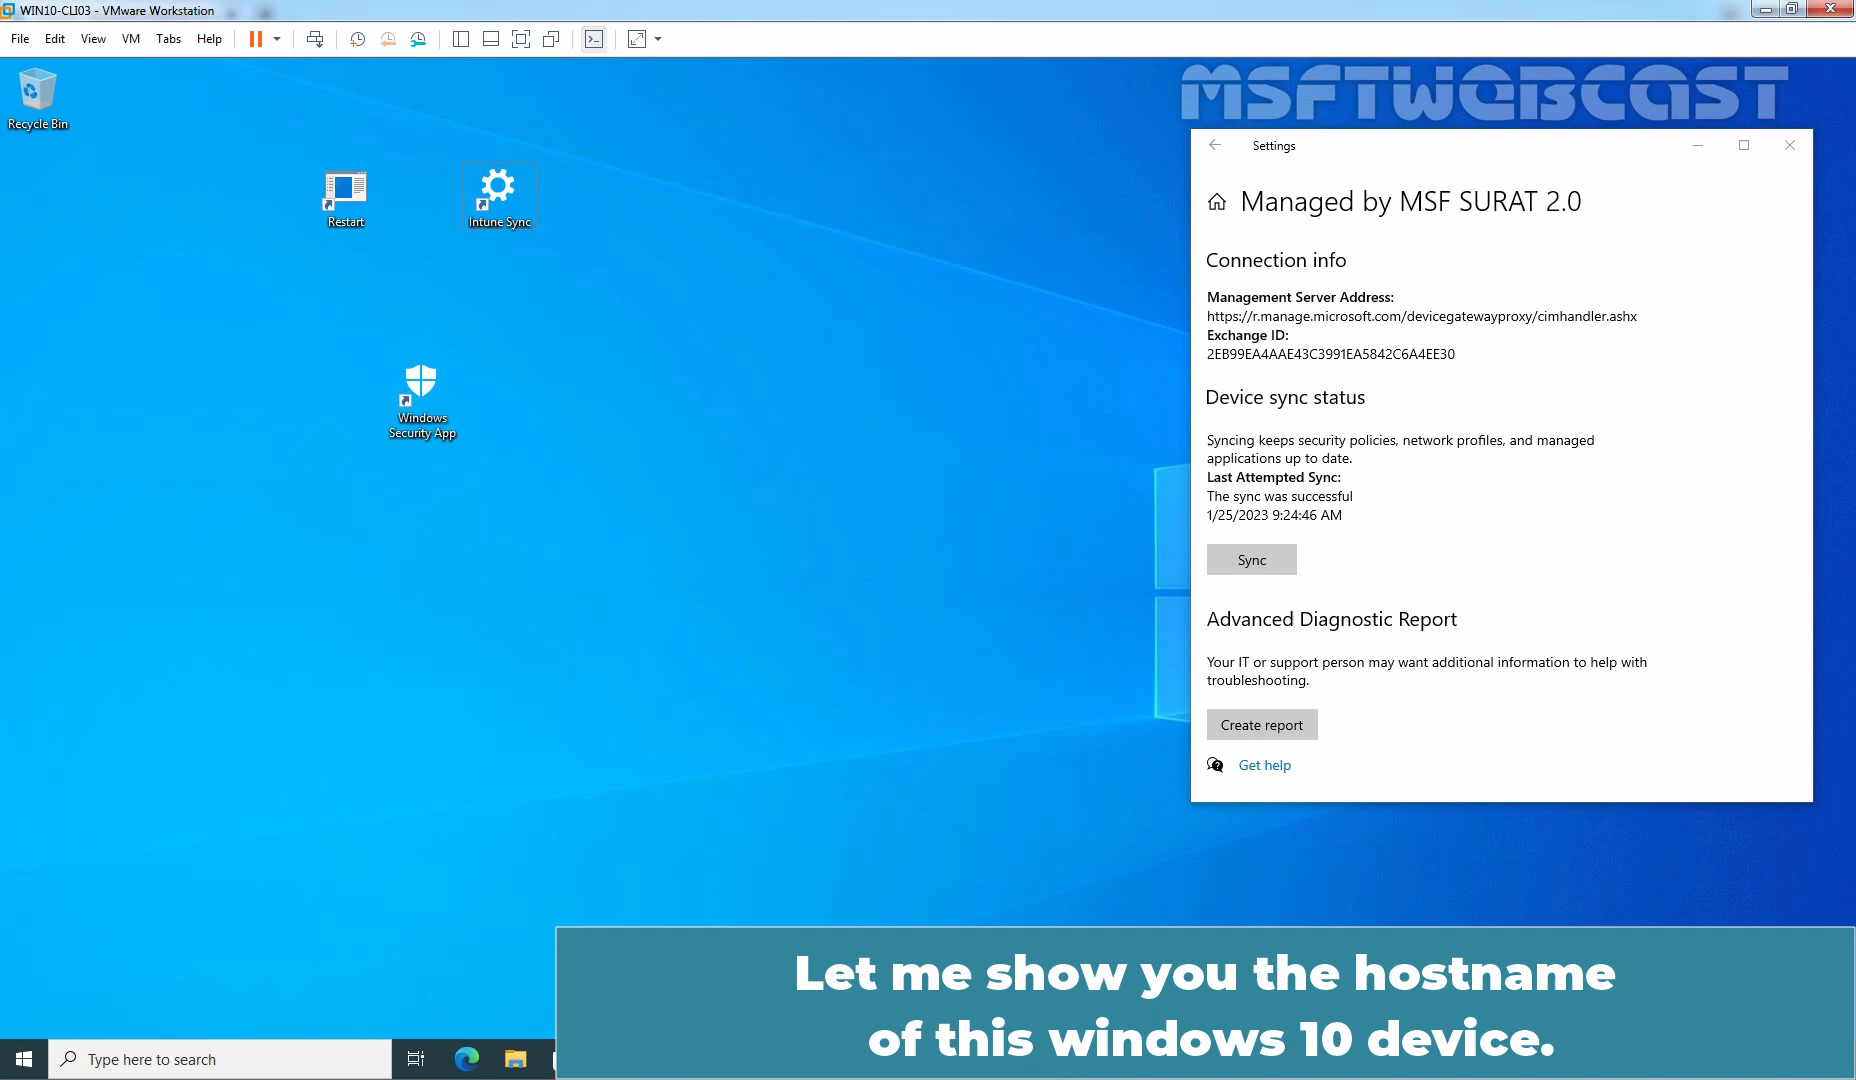 WIN10-CLI03 - VMware Workstation
File Edit View VM Tabs Help
MSFTWEBCAST
Recycle Bin
Restart
Intune Sync
Windows
Security App
Settings
Managed by MSF SURAT 2.0
Connection info
Management Server Address:
https://r.manage.microsoft.com/devicegatewayproxy/cimhandler.ashx
Exchange ID:
2EB99EA4AAE43C3991EA5842C6A4EE30
Device sync status
Syncing keeps security policies, network profiles, and managed
applications up to date.
Last Attempted Sync:
The sync was successful
1/25/2023 9:24:46 AM
Sync
Advanced Diagnostic Report
Your IT or support person may want additional information to help with
troubleshooting.
Create report
Get help
Let me show you the hostname
of this windows 10 device.
Type here to search